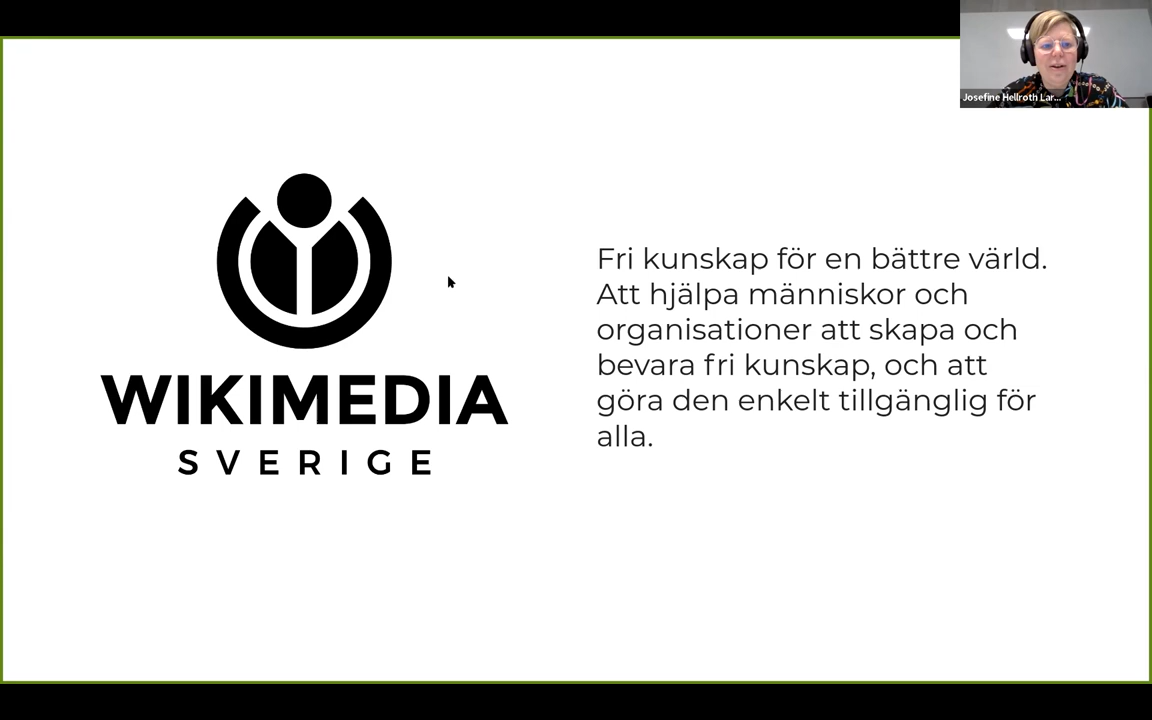 Josefine Hellroth Lar...
WIKIMEDIA
SVERIGE
Fri kunskap för en bättre värld.
Att hjälpa människor och
organisationer att skapa och
bevara fri kunskap, och att
göra den enkelt tillgänglig för
alla.